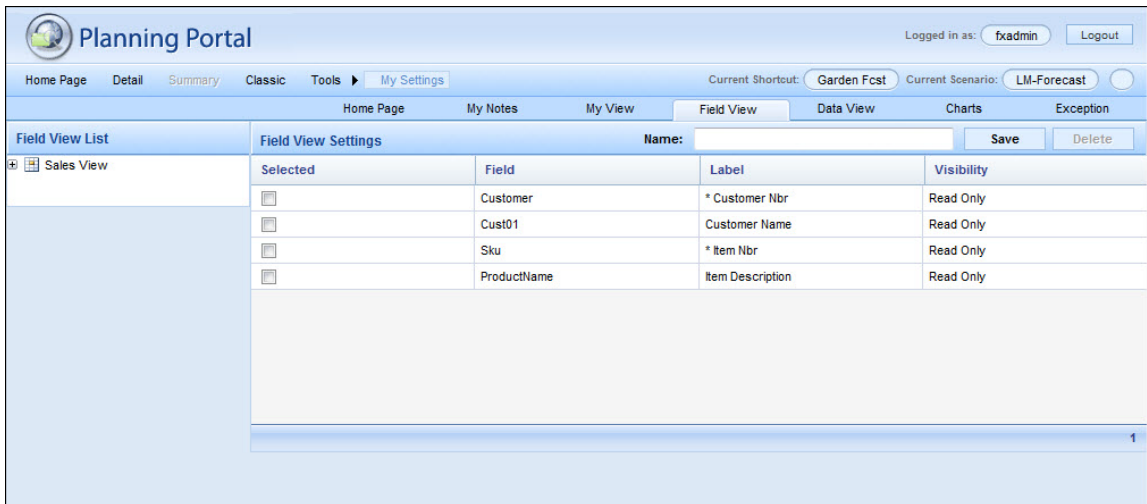 Planning Portal
Logged in as: fxadmin Logout
Home Page Detail Summary Classic Tools My Settings Current Shortcut: Garden Fcst Current Scenario: LM-Forecast
Home Page My Notes My View Field View Data View Charts Exception
Field View List Field View Settings Name: Save Delete
Sales View
Selected Field Label Visibility
Customer * Customer Nbr Read Only
Cust01 Customer Name Read Only
Sku * Item Nbr Read Only
ProductName Item Description Read Only
1